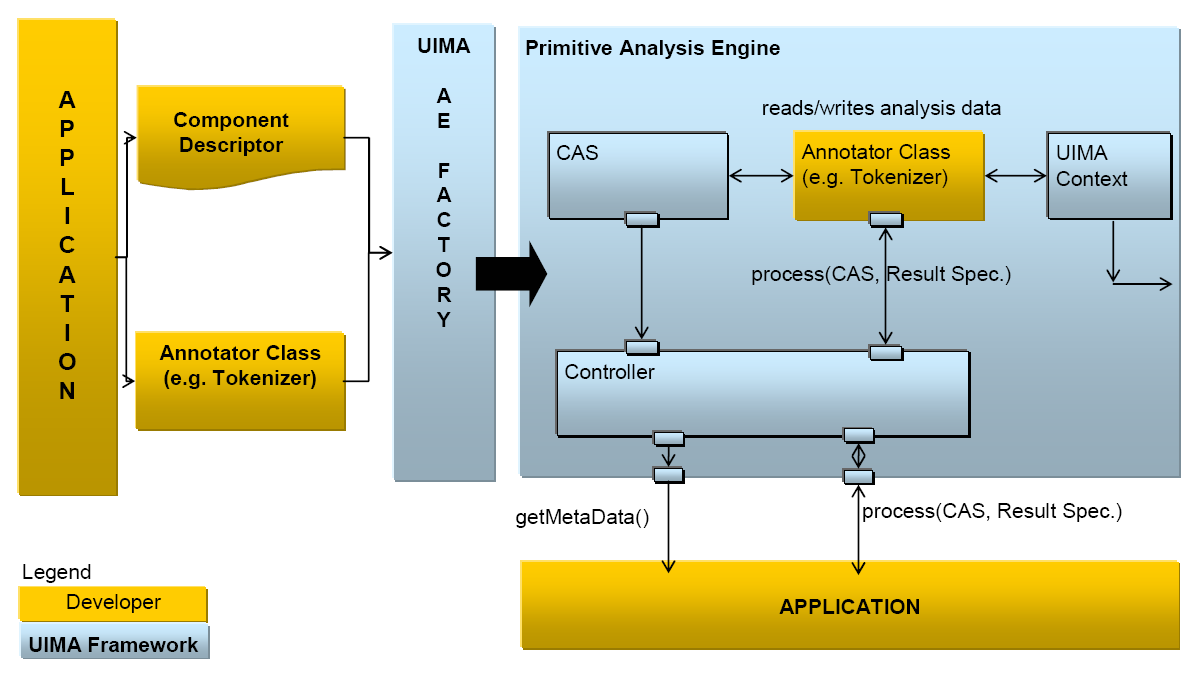 APPLICATION
Component
Descriptor
Annotator Class
(e.g. Tokenizer)
UIMA
AE FACTORY
Primitive Analysis Engine
reads/writes analysis data
CAS
Annotator Class
(e.g. Tokenizer)
UIMA
Context
process(CAS, Result Spec.)
Controller
getMetaData()
process(CAS, Result Spec.)
APPLICATION
Legend
Developer
UIMA Framework